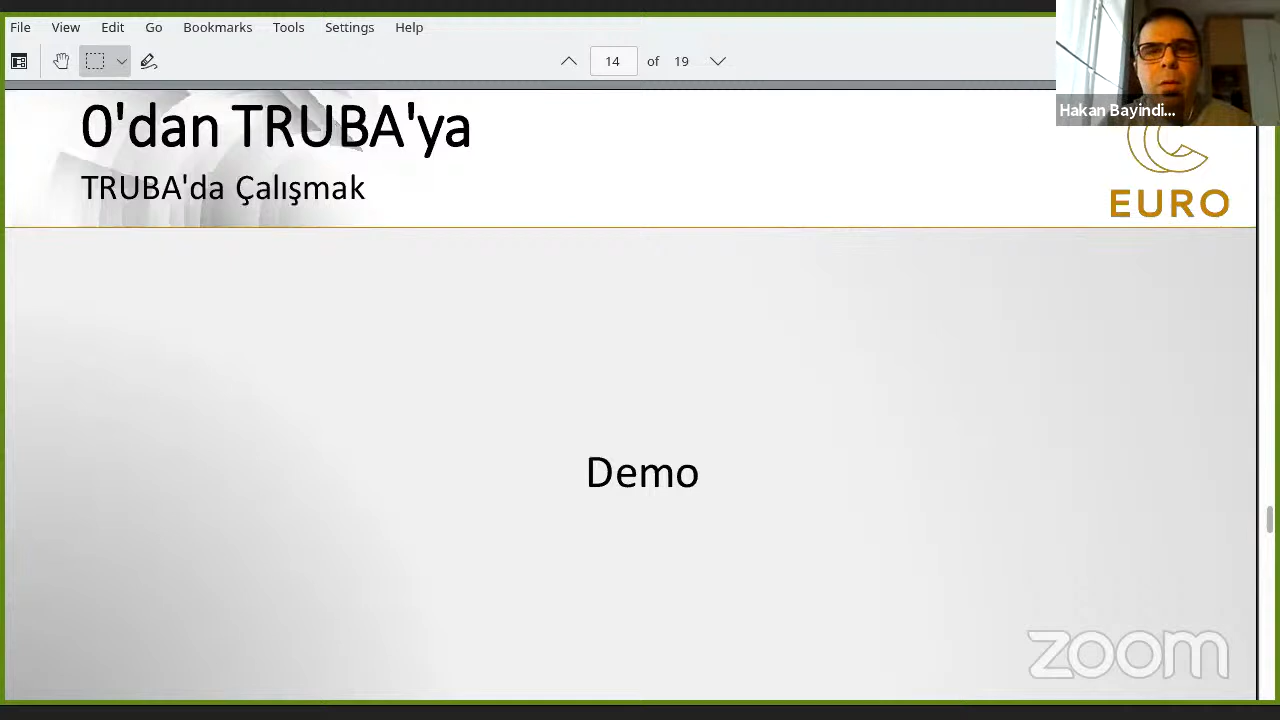 File View Edit Go Bookmarks Tools Settings Help
14 of 19
Hakan Bayindi...
0'dan TRUBA'ya
TRUBA'da Çalışmak
EURO
Demo
zoom